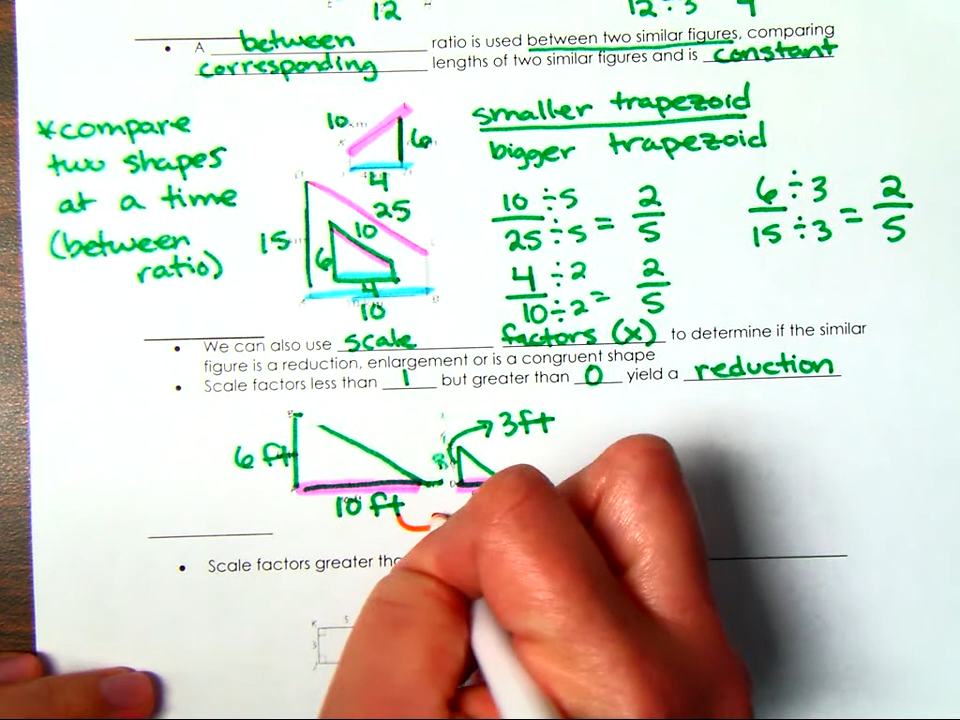 12
12 ÷ 3
• A between ratio is used between two similar figures, comparing
corresponding lengths of two similar figures and is constant
*compare
two shapes
at a time
(between
ratio)
10
6
4
25
15
10
6
4
10
smaller trapezoid
bigger trapezoid
10 ÷ 5 2
25 ÷ 5 = 5
4 ÷ 2 2
10 ÷ 2 = 5
6 ÷ 3 2
15 ÷ 3 = 5
• We can also use scale factors (x) to determine if the similar
figure is a reduction, enlargement or is a congruent shape
• Scale factors less than 1 but greater than 0 yield a reduction
6 ft
3ft
10 ft
• Scale factors greater
K
5
3